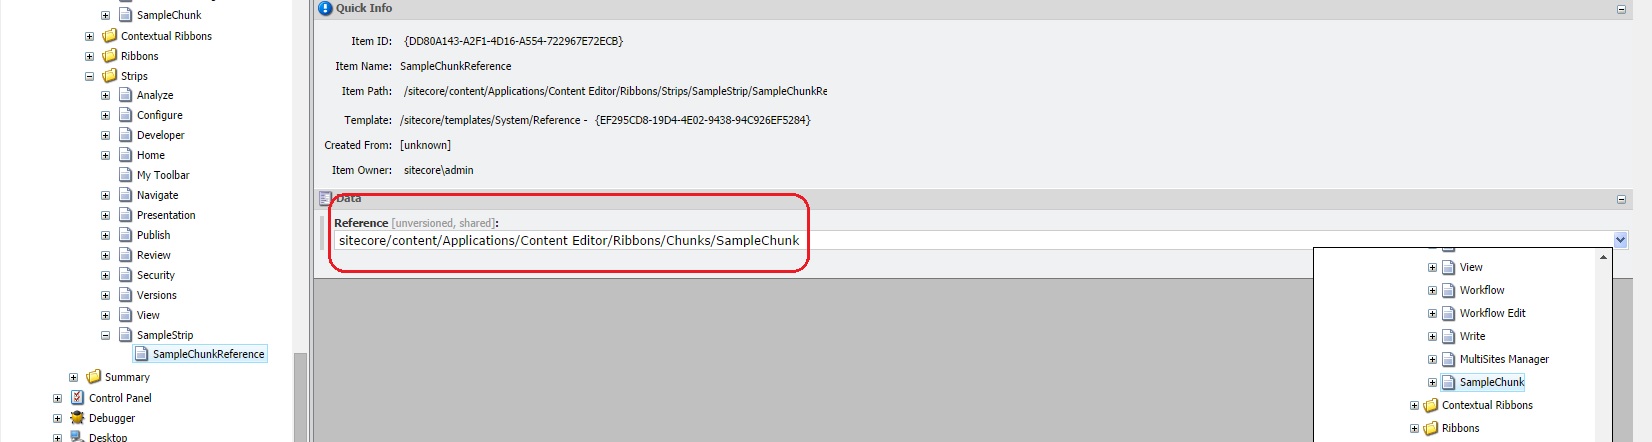 SampleChunk
Contextual Ribbons
Ribbons
Strips
Analyze
Configure
Developer
Home
My Toolbar
Navigate
Presentation
Publish
Review
Security
Versions
View
SampleStrip
SampleChunkReference
Summary
Control Panel
Debugger
Desktop
Quick Info
Item ID: {DD80A143-A2F1-4D16-A554-722967E72ECB}
Item Name: SampleChunkReference
Item Path: /sitecore/content/Applications/Content Editor/Ribbons/Strips/SampleStrip/SampleChunkRe
Template: /sitecore/templates/System/Reference - {EF295CD8-19D4-4E02-9438-94C926EF5284}
Created From: [unknown]
Item Owner: sitecore\admin
Data
Reference [unversioned, shared]:
sitecore/content/Applications/Content Editor/Ribbons/Chunks/SampleChunk
View
Workflow
Workflow Edit
Write
MultiSites Manager
SampleChunk
Contextual Ribbons
Ribbons